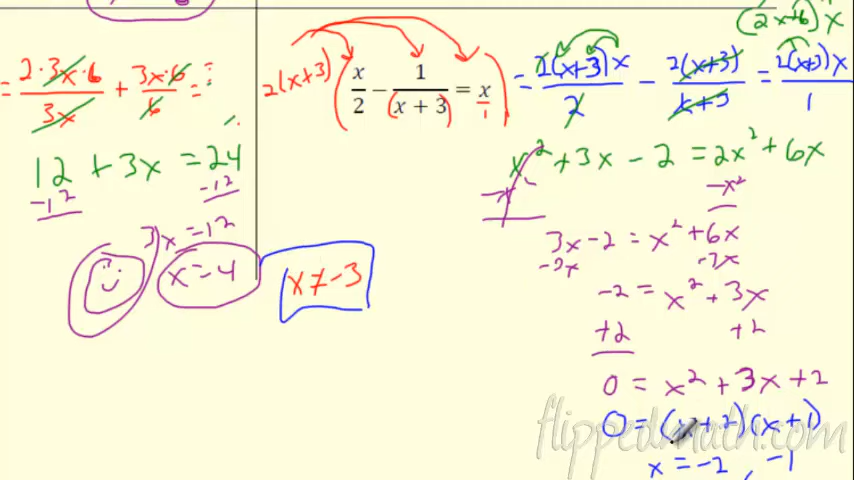 = 2·3x·6/3x + 3x·6/6 =
12 + 3x = 24
-12 -12
3x = 12
x = 4
x ≠ -3
2(x+3) ( x/2 - 1/(x + 3) = x/1 )
(2x+6)x
= 2(x+3)x/2 - 2(x+3)/x+3 = 2(x+3)x/1
x² + 3x - 2 = 2x² + 6x
-x² -x²
3x - 2 = x² + 6x
-3x -3x
-2 = x² + 3x
+2 +2
0 = x² + 3x + 2
0 = (x + 2)(x + 1)
x = -2, -1
flippedmath.com